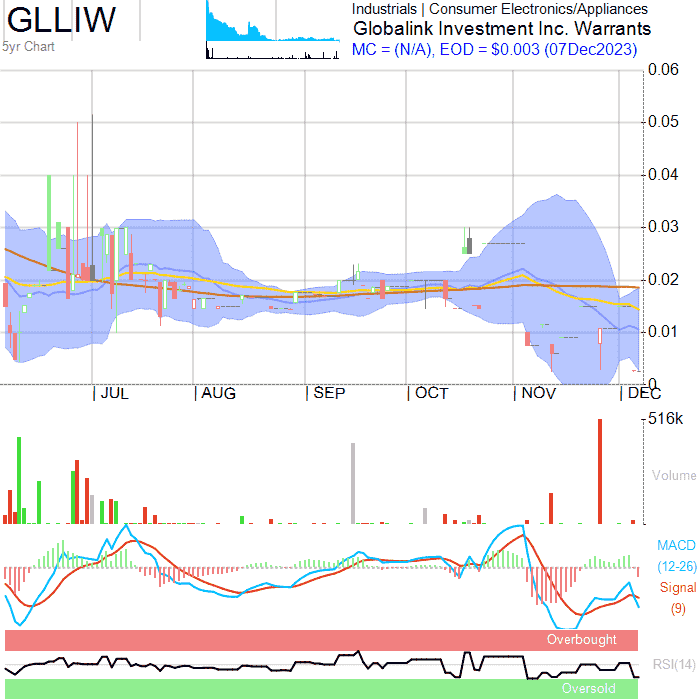 GLLIW
5yr Chart
Industrials | Consumer Electronics/Appliances
Globalink Investment Inc. Warrants
MC = (N/A), EOD = $0.003 (07Dec2023)
0.06
0.05
0.04
0.03
0.02
0.01
0
JUL AUG SEP OCT NOV DEC
516k
Volume
MACD
(12-26)
Signal
(9)
Overbought
RSI(14)
Oversold